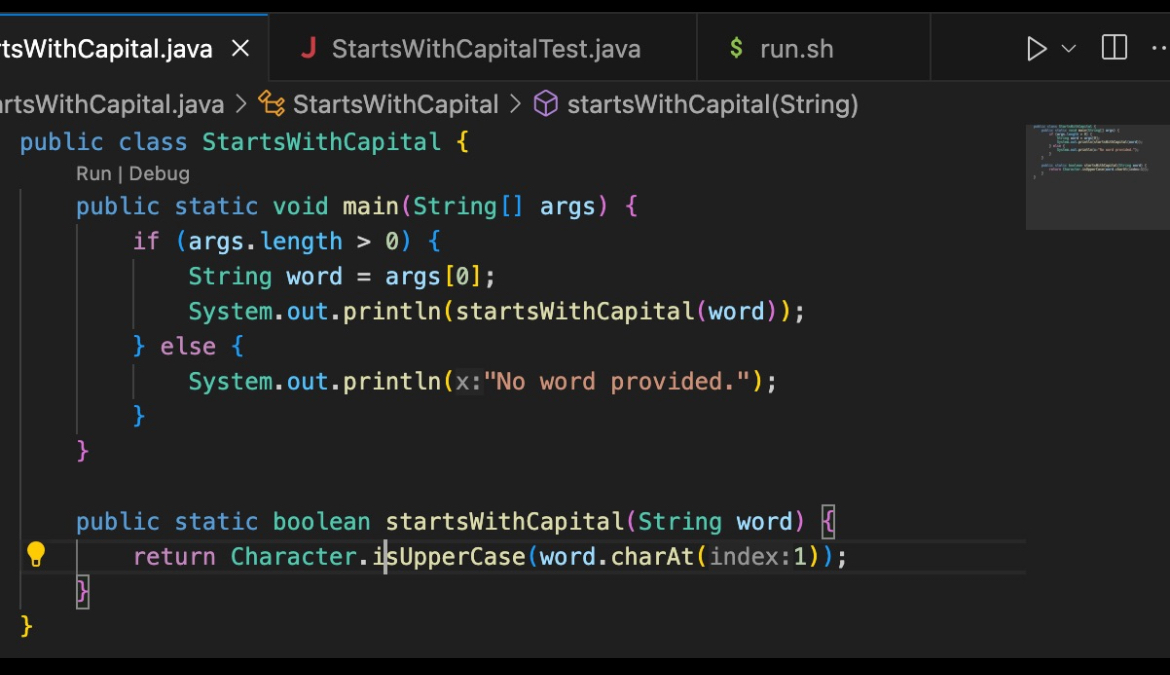 rtsWithCapital.java × J StartsWithCapitalTest.java $ run.sh
artsWithCapital.java > StartsWithCapital > startsWithCapital(String)
public class StartsWithCapital {
Run | Debug
public static void main(String[] args) {
if (args.length > 0) {
String word = args[0];
System.out.println(startsWithCapital(word));
} else {
System.out.println(x:"No word provided.");
}
}
public static boolean startsWithCapital(String word) {
return Character.isUpperCase(word.charAt(index:1));
}
}